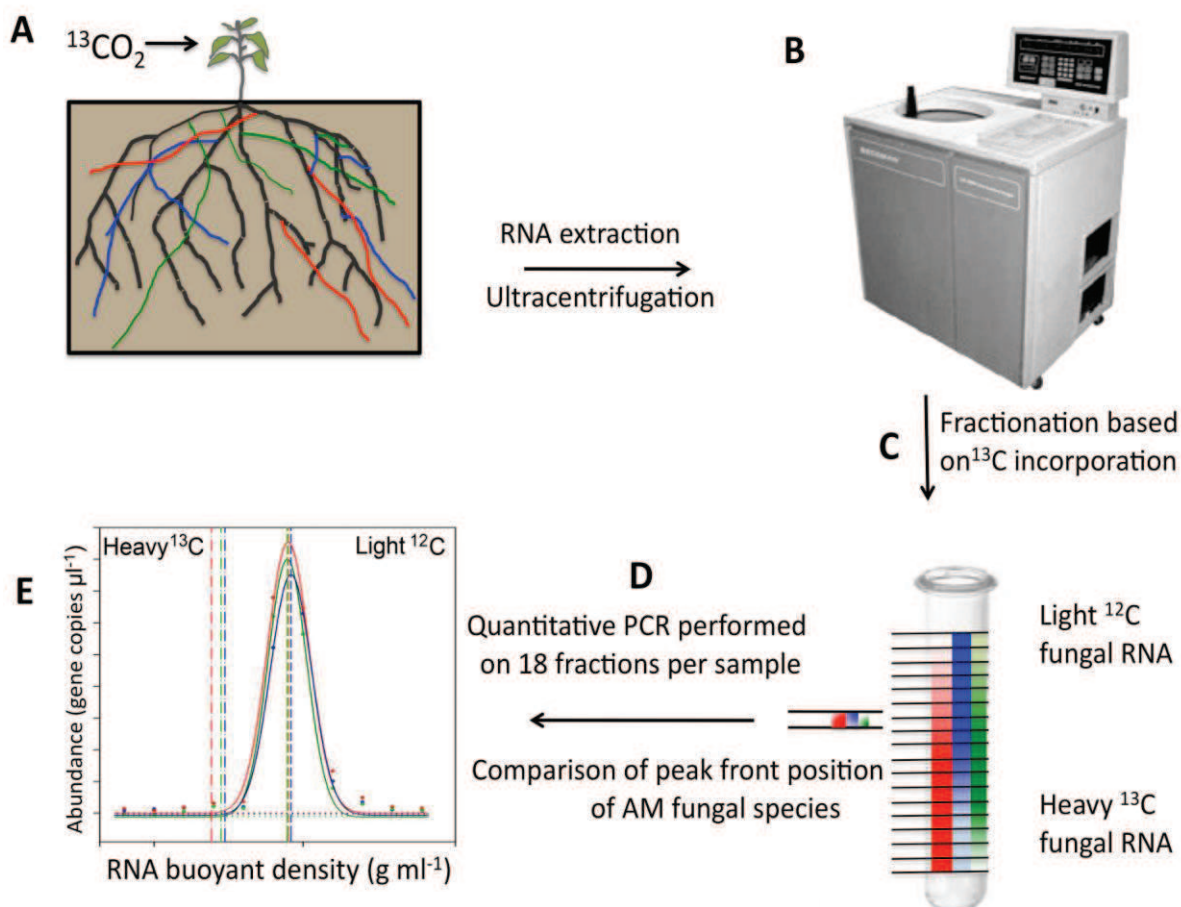 A
¹³CO₂
B
RNA extraction
Ultracentrifugation
C
Fractionation based
on¹³C incorporation
D
Quantitative PCR performed
on 18 fractions per sample
Comparison of peak front position
of AM fungal species
Light ¹²C
fungal RNA
Heavy ¹³C
fungal RNA
E
Heavy¹³C
Light ¹²C
Abundance (gene copies µl⁻¹)
RNA buoyant density (g ml⁻¹)